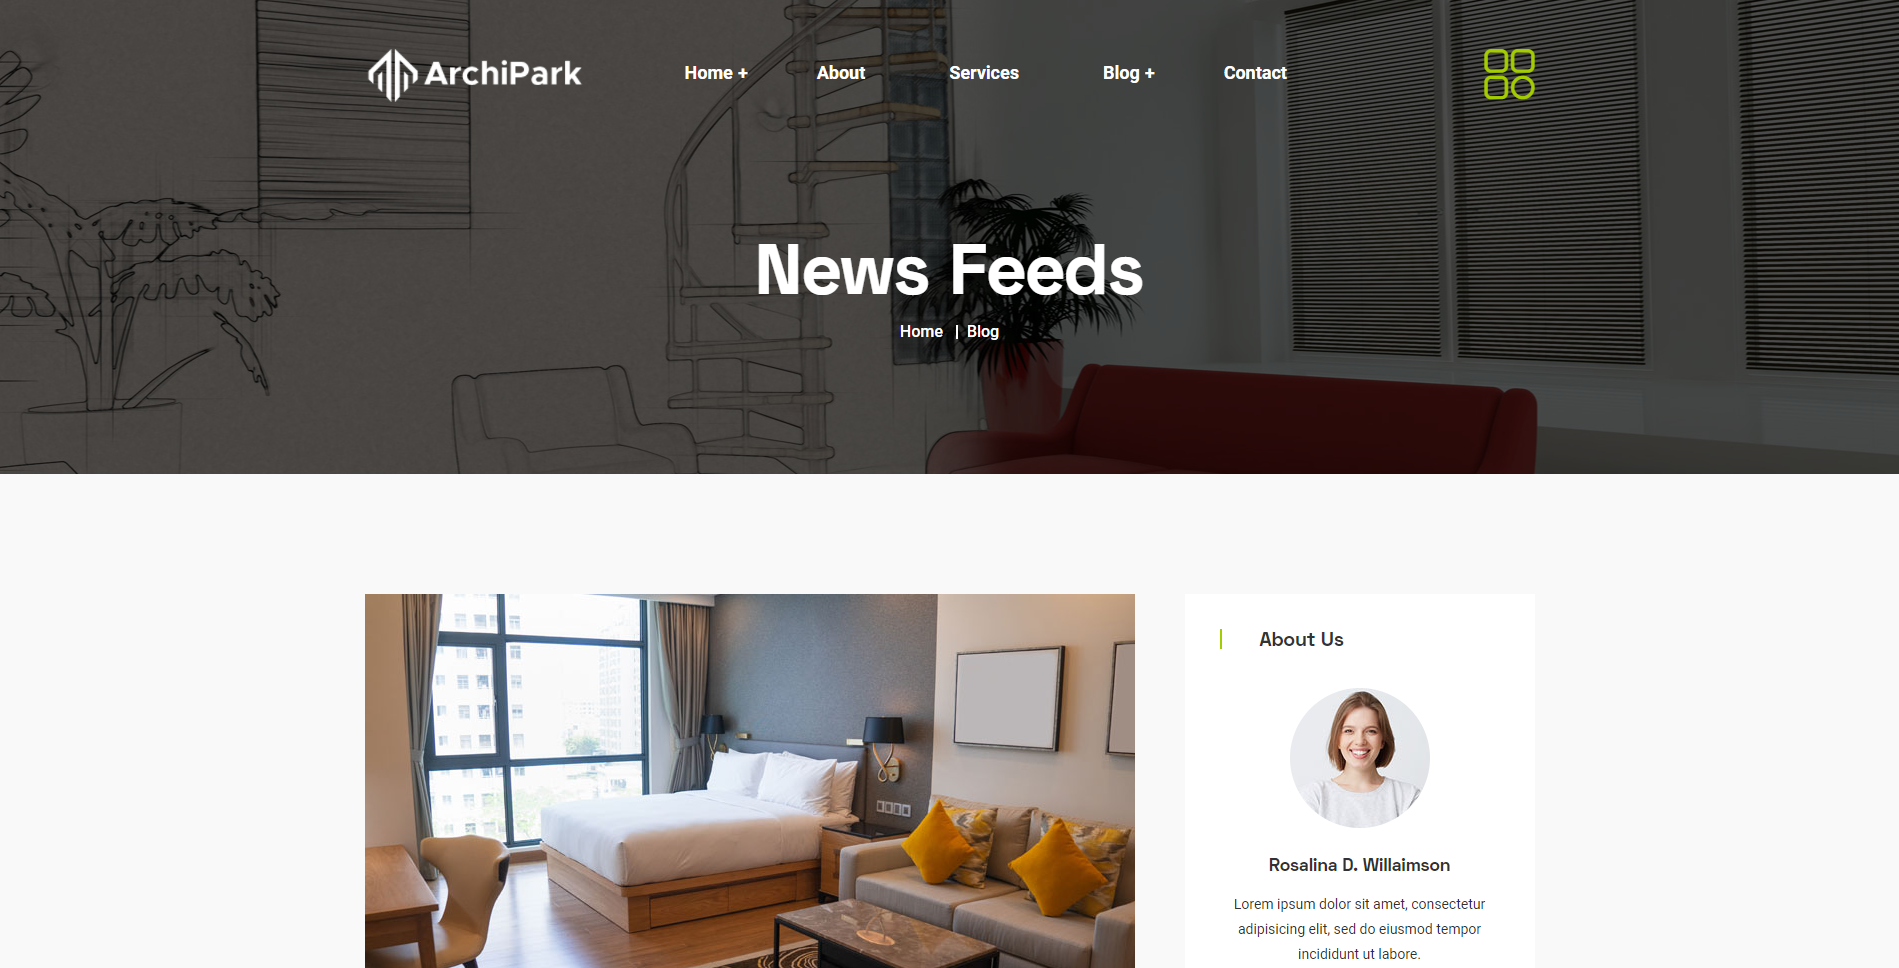 ArchiPark
Home +
About
Services
Blog +
Contact
News Feeds
Home | Blog
About Us
Rosalina D. Willaimson
Lorem ipsum dolor sit amet, consectetur
adipisicing elit, sed do eiusmod tempor
incididunt ut labore.